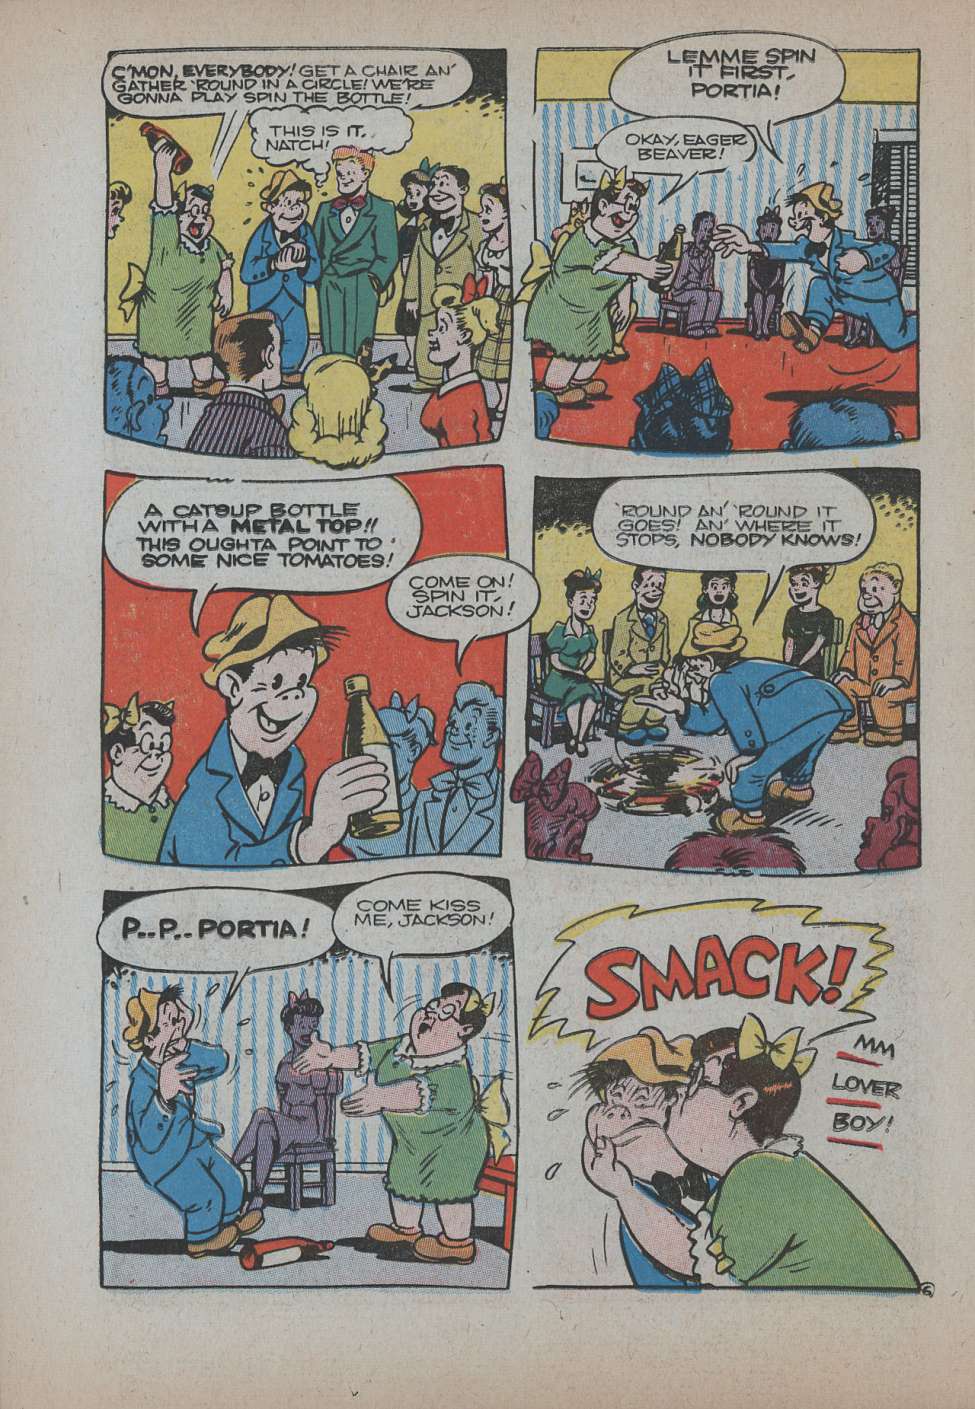 C'MON, EVERYBODY! GET A CHAIR AN'
GATHER 'ROUND IN A CIRCLE! WE'RE
GONNA PLAY SPIN THE BOTTLE!
THIS IS IT,
NATCH!
LEMME SPIN
IT FIRST,
PORTIA!
OKAY, EAGER
BEAVER!
A CATSUP BOTTLE
WITH A METAL TOP!!
THIS OUGHTA POINT TO
SOME NICE TOMATOES!
COME ON!
SPIN IT,
JACKSON!
'ROUND AN' 'ROUND IT
GOES! AN' WHERE IT
STOPS, NOBODY KNOWS!
P..P..PORTIA!
COME KISS
ME, JACKSON!
SMACK!
MM
LOVER
BOY!
6